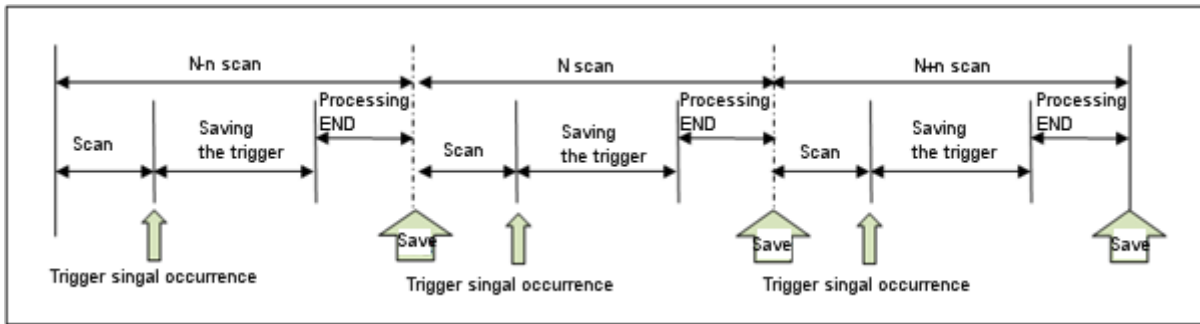 N-n scan
N scan
N+n scan
Processing
END
Processing
END
Processing
END
Scan
Saving
the trigger
Scan
Saving
the trigger
Scan
Saving
the trigger
Save
Save
Save
Trigger singal occurrence
Trigger singal occurrence
Trigger singal occurrence